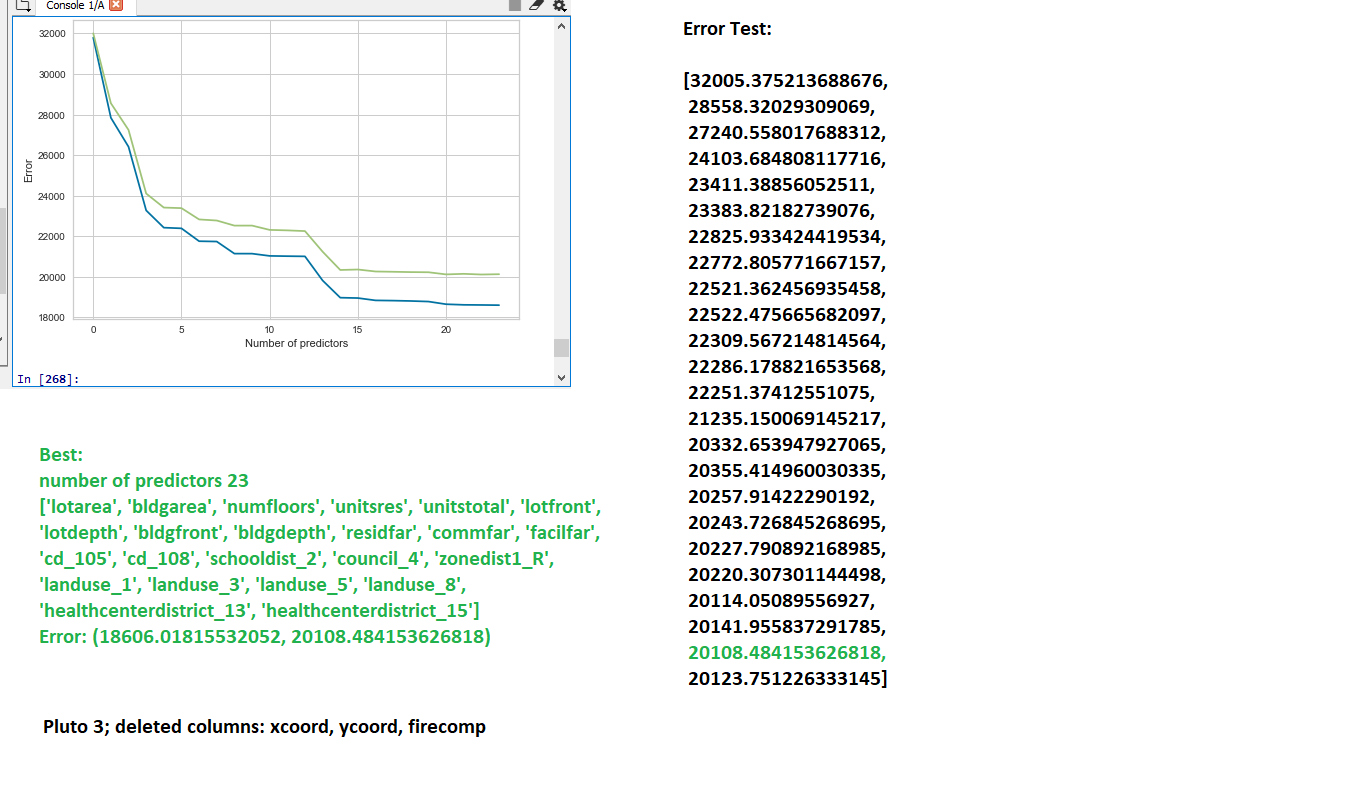 Console 1/A
32000
30000
28000
26000
24000
22000
20000
18000
Error
0 5 10 15 20
Number of predictors
In [268]:
Best:
number of predictors 23
['lotarea', 'bldgarea', 'numfloors', 'unitsres', 'unitstotal', 'lotfront',
'lotdepth', 'bldgfront', 'bldgdepth', 'residfar', 'commfar', 'facilfar',
'cd_105', 'cd_108', 'schooldist_2', 'council_4', 'zonedist1_R',
'landuse_1', 'landuse_3', 'landuse_5', 'landuse_8',
'healthcenterdistrict_13', 'healthcenterdistrict_15']
Error: (18606.01815532052, 20108.484153626818)
Pluto 3; deleted columns: xcoord, ycoord, firecomp
Error Test:
[32005.375213688676,
28558.32029309069,
27240.558017688312,
24103.684808117716,
23411.38856052511,
23383.82182739076,
22825.933424419534,
22772.805771667157,
22521.362456935458,
22522.475665682097,
22309.567214814564,
22286.178821653568,
22251.37412551075,
21235.150069145217,
20332.653947927065,
20355.414960030335,
20257.91422290192,
20243.726845268695,
20227.790892168985,
20220.307301144498,
20114.05089556927,
20141.955837291785,
20108.484153626818,
20123.751226333145]